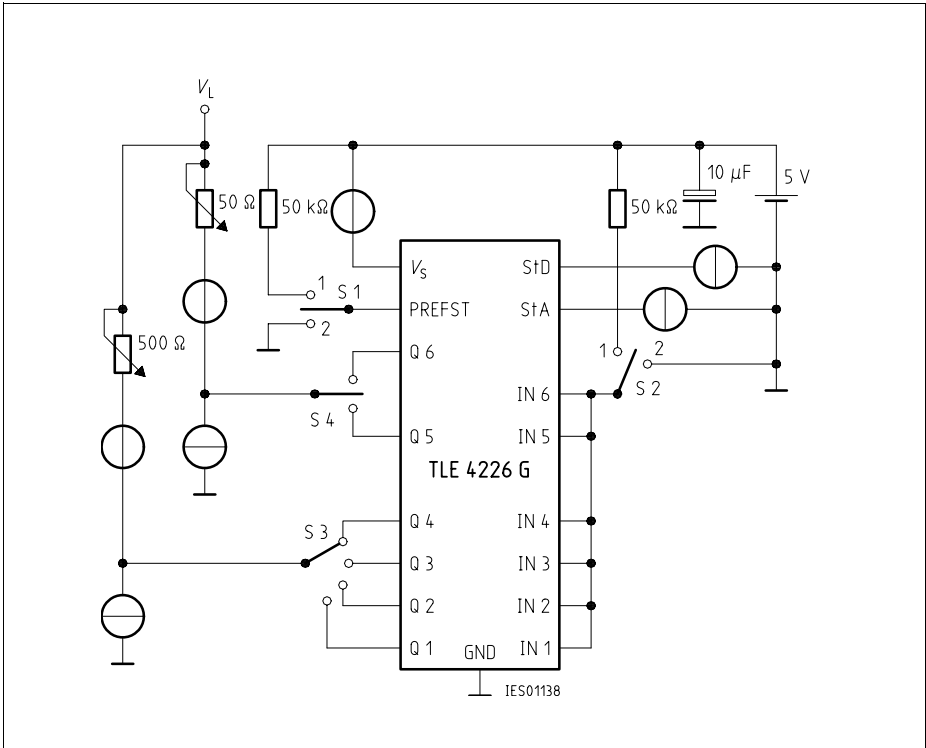 V_L
10 µF
5 V
50 Ω
50 kΩ
50 kΩ
1
S 1
2
V_S
StD
PREFST
StA
500 Ω
Q 6
1
2
S 2
S 4
IN 6
Q 5
IN 5
TLE 4226 G
S 3
Q 4
IN 4
Q 3
IN 3
Q 2
IN 2
Q 1
IN 1
GND
IES01138